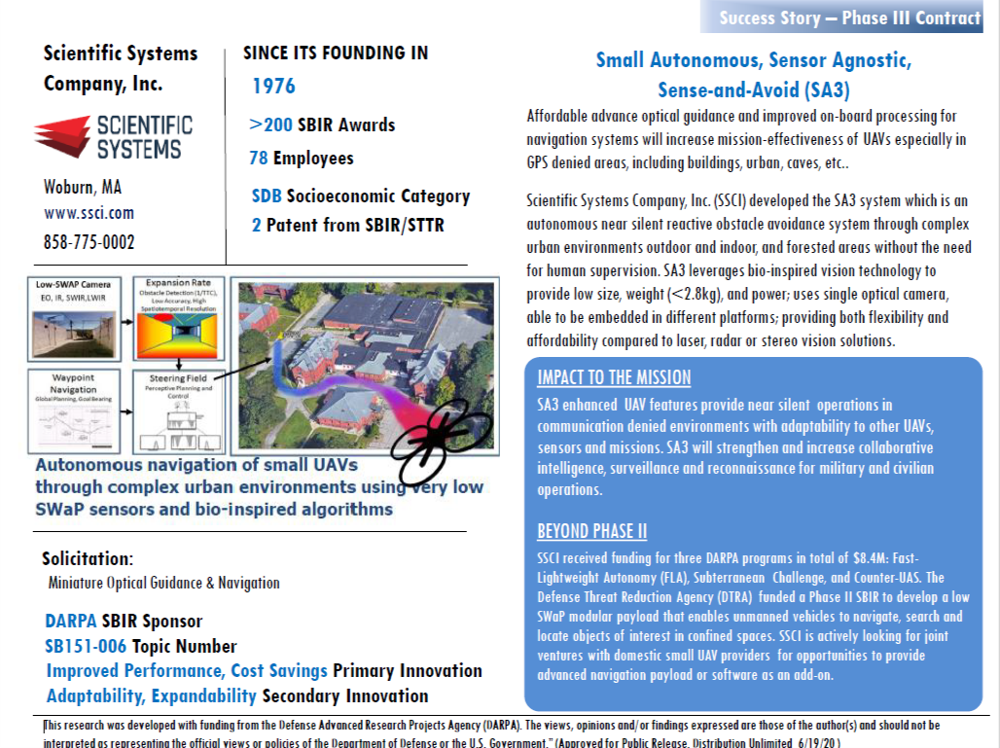 Success Story – Phase III Contract
Scientific Systems
Company, Inc.
SCIENTIFIC
SYSTEMS
Woburn, MA
www.ssci.com
858-775-0002
SINCE ITS FOUNDING IN
1976
>200 SBIR Awards
78 Employees
SDB Socioeconomic Category
2 Patent from SBIR/STTR
Low-SWAP Camera
EO, IR, SWIR,LWIR
Expansion Rate
Obstacle Detection (1/TTC),
Low Accuracy, High
Spatiotemporal Resolution
Waypoint
Navigation
Global Planning, Goal Bearing
Steering Field
Perceptive Planning and
Control
Autonomous navigation of small UAVs
through complex urban environments using very low
SWaP sensors and bio-inspired algorithms
Solicitation:
Miniature Optical Guidance & Navigation
DARPA SBIR Sponsor
SB151-006 Topic Number
Improved Performance, Cost Savings Primary Innovation
Adaptability, Expandability Secondary Innovation
Small Autonomous, Sensor Agnostic,
Sense-and-Avoid (SA3)
Affordable advance optical guidance and improved on-board processing for
navigation systems will increase mission-effectiveness of UAVs especially in
GPS denied areas, including buildings, urban, caves, etc..
Scientific Systems Company, Inc. (SSCI) developed the SA3 system which is an
autonomous near silent reactive obstacle avoidance system through complex
urban environments outdoor and indoor, and forested areas without the need
for human supervision. SA3 leverages bio-inspired vision technology to
provide low size, weight (<2.8kg), and power; uses single optical camera,
able to be embedded in different platforms; providing both flexibility and
affordability compared to laser, radar or stereo vision solutions.
IMPACT TO THE MISSION
SA3 enhanced UAV features provide near silent operations in
communication denied environments with adaptability to other UAVs,
sensors and missions. SA3 will strengthen and increase collaborative
intelligence, surveillance and reconnaissance for military and civilian
operations.
BEYOND PHASE II
SSCI received funding for three DARPA programs in total of $8.4M: Fast-
Lightweight Autonomy (FLA), Subterranean Challenge, and Counter-UAS. The
Defense Threat Reduction Agency (DTRA) funded a Phase II SBIR to develop a low
SWaP modular payload that enables unmanned vehicles to navigate, search and
locate objects of interest in confined spaces. SSCI is actively looking for joint
ventures with domestic small UAV providers for opportunities to provide
advanced navigation payload or software as an add-on.
This research was developed with funding from the Defense Advanced Research Projects Agency (DARPA). The views, opinions and/or findings expressed are those of the author(s) and should not be
interpreted as representing the official views or policies of the Department of Defense or the U.S. Government." (Approved for Public Release, Distribution Unlimited 6/19/20 )